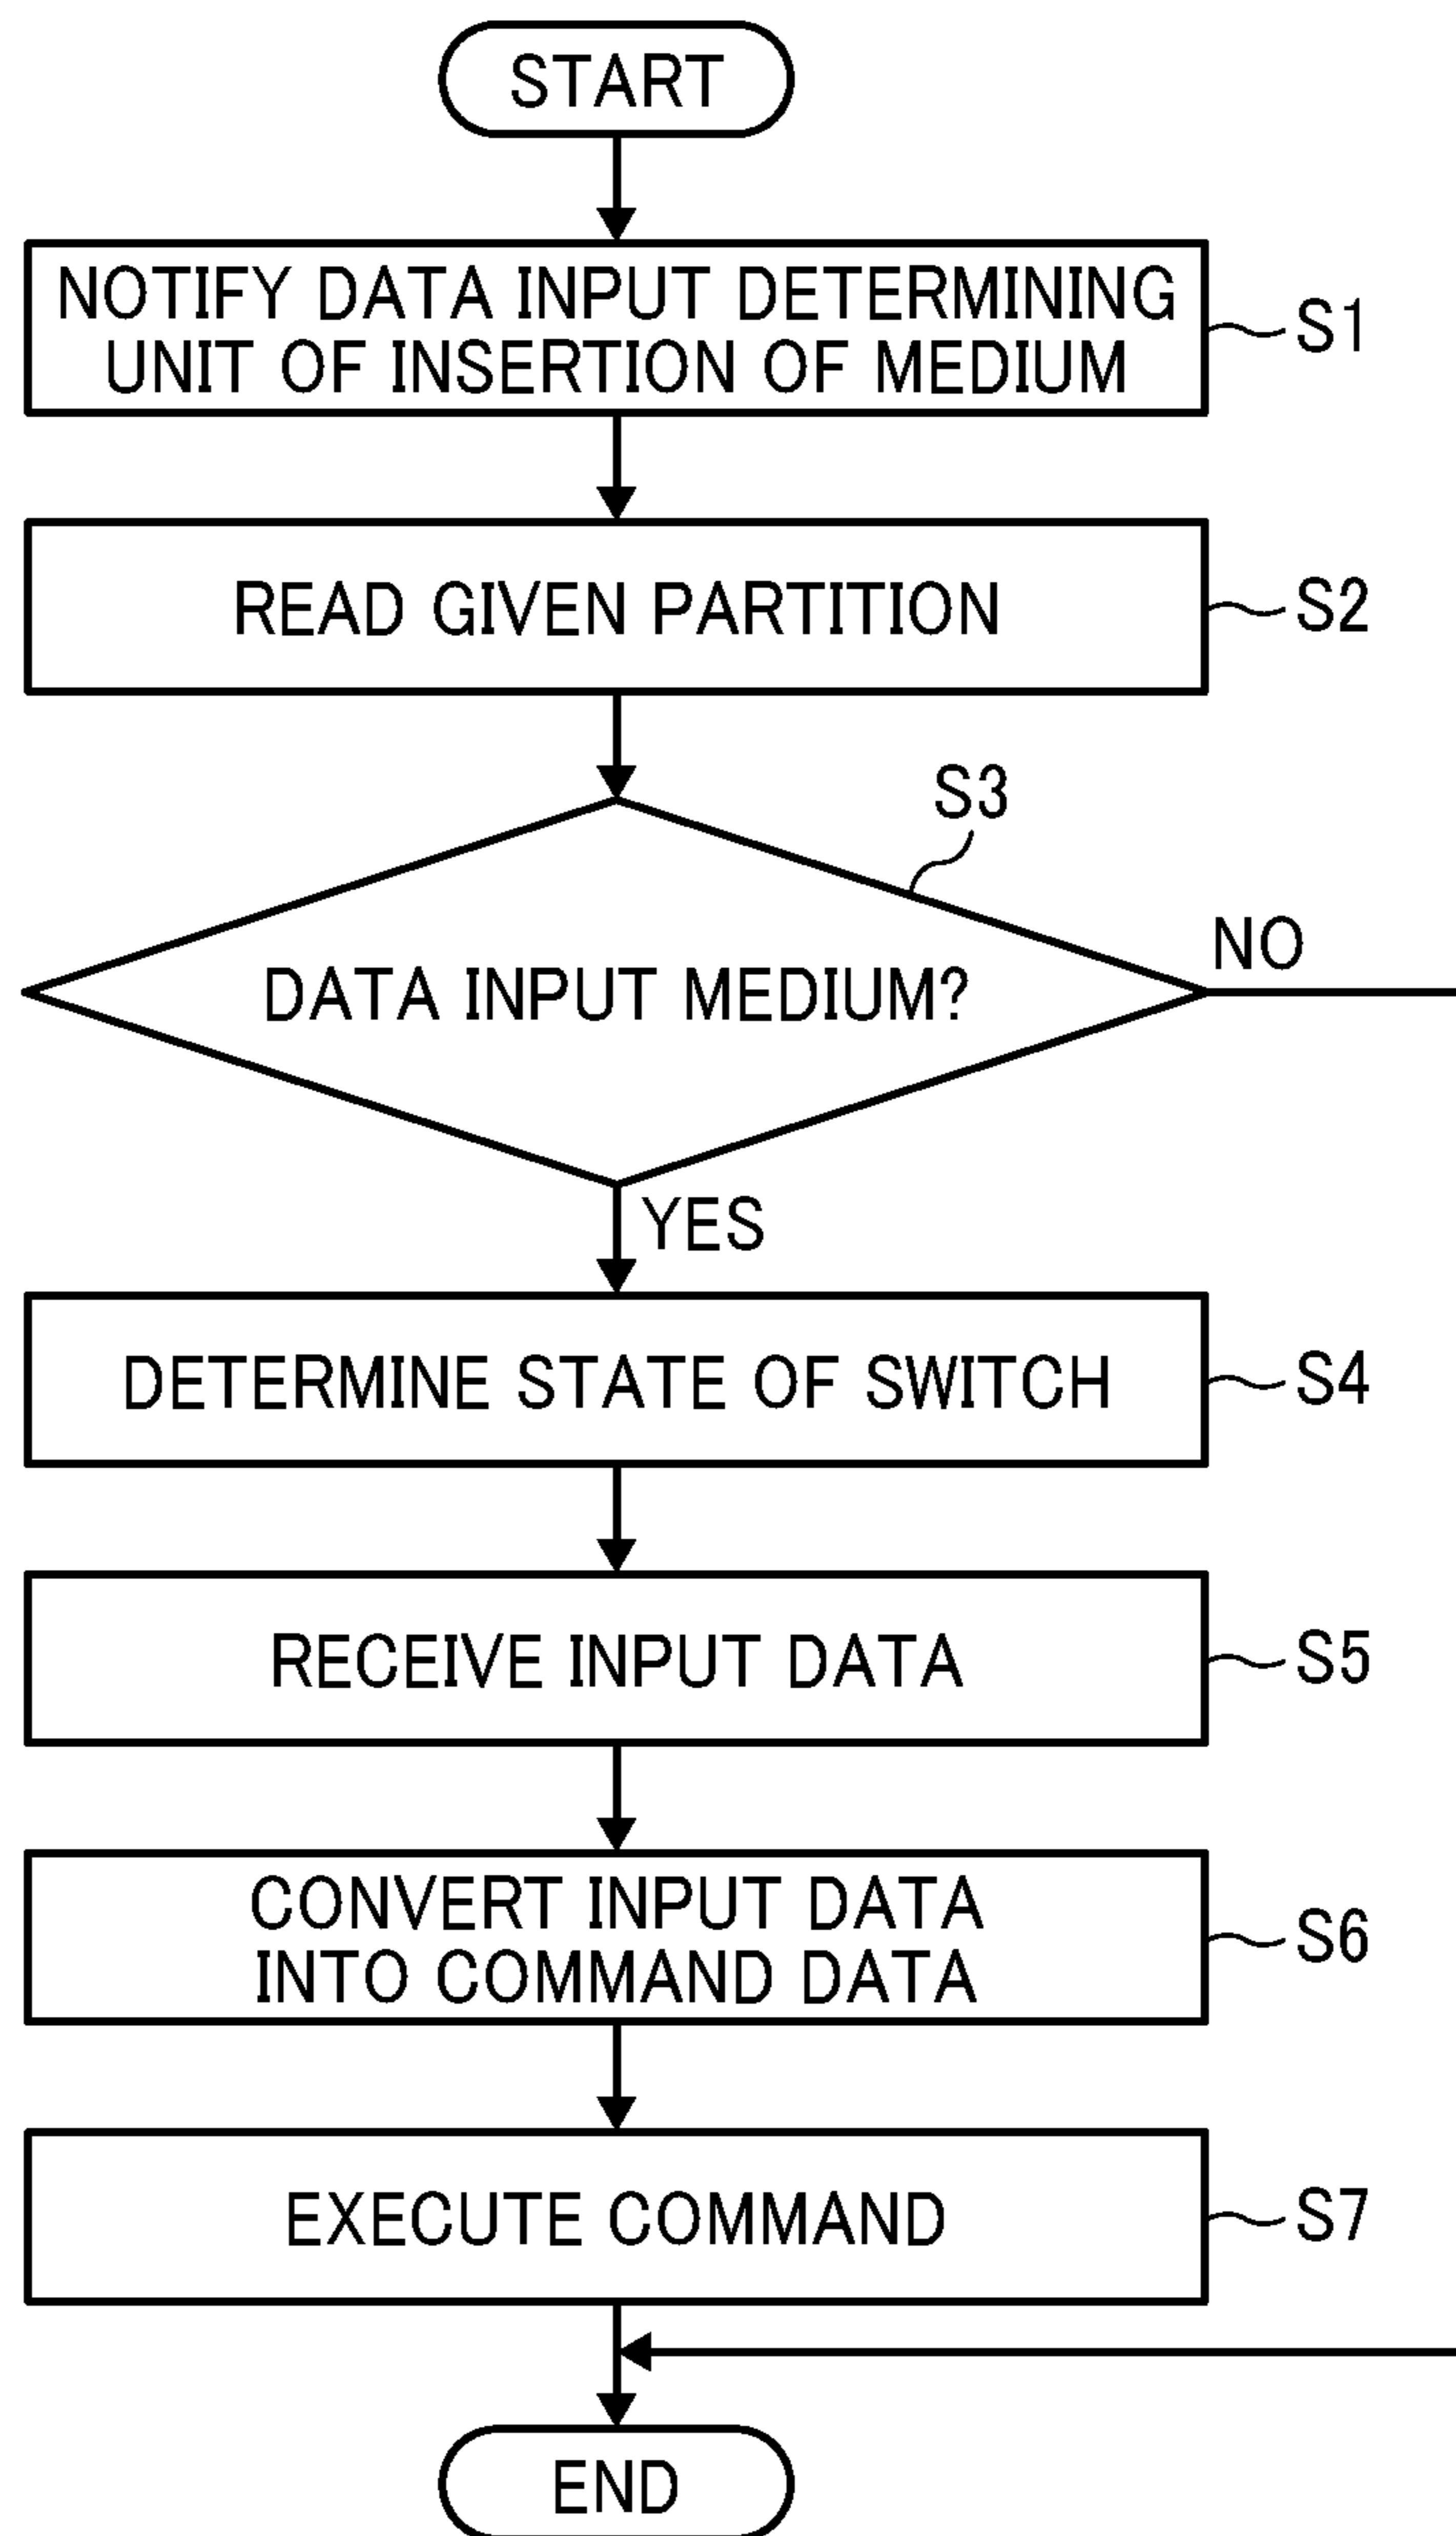 START
NOTIFY DATA INPUT DETERMINING
UNIT OF INSERTION OF MEDIUM
S1
READ GIVEN PARTITION
S2
S3
DATA INPUT MEDIUM?
NO
YES
DETERMINE STATE OF SWITCH
S4
RECEIVE INPUT DATA
S5
CONVERT INPUT DATA
INTO COMMAND DATA
S6
EXECUTE COMMAND
S7
END